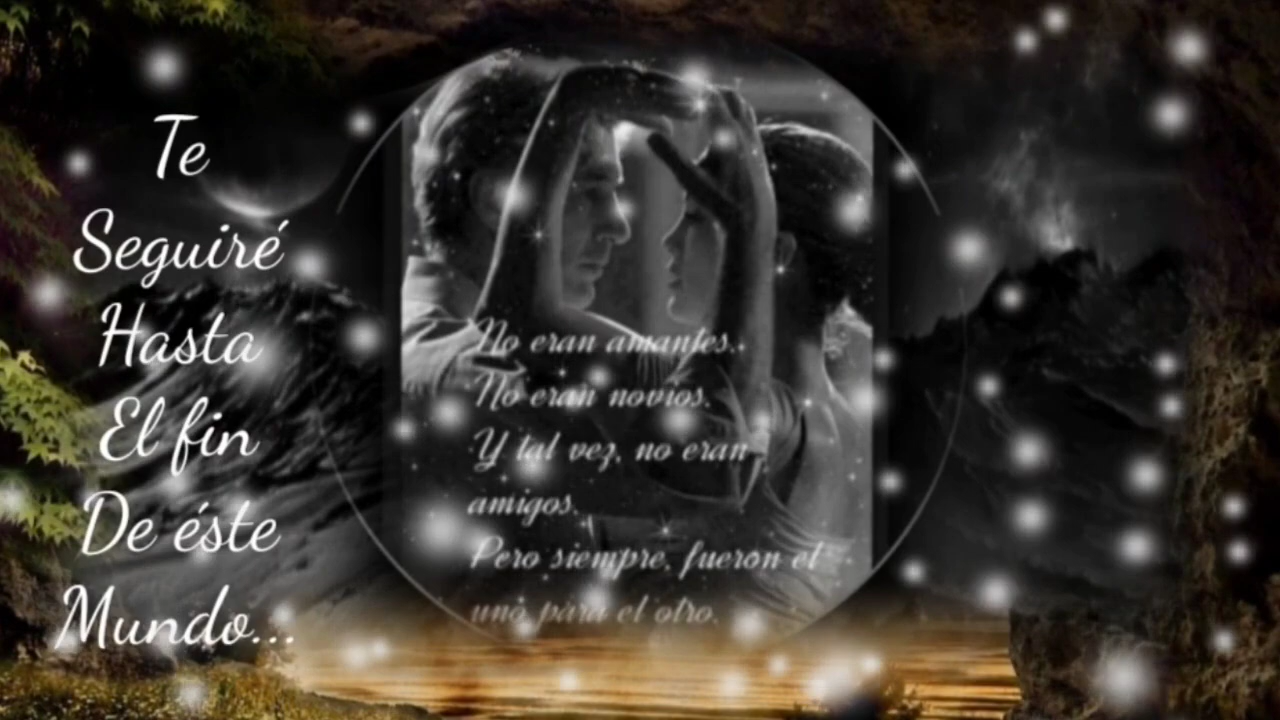 Te
Seguiré
Hasta
El fin
De éste
Mundo...
No eran amantes..
No eran novios.
Y tal vez, no eran
amigos.
Pero siempre, fueron el
uno para el otro.